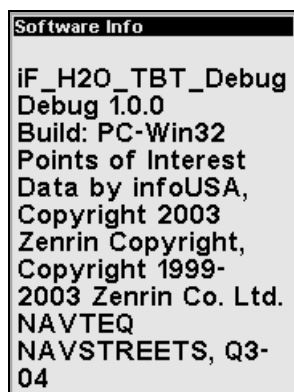 Software Info
iF_H2O_TBT_Debug
Debug 1.0.0
Build: PC-Win32
Points of Interest
Data by infoUSA,
Copyright 2003
Zenrin Copyright,
Copyright 1999-
2003 Zenrin Co. Ltd.
NAVTEQ
NAVSTREETS, Q3-
04